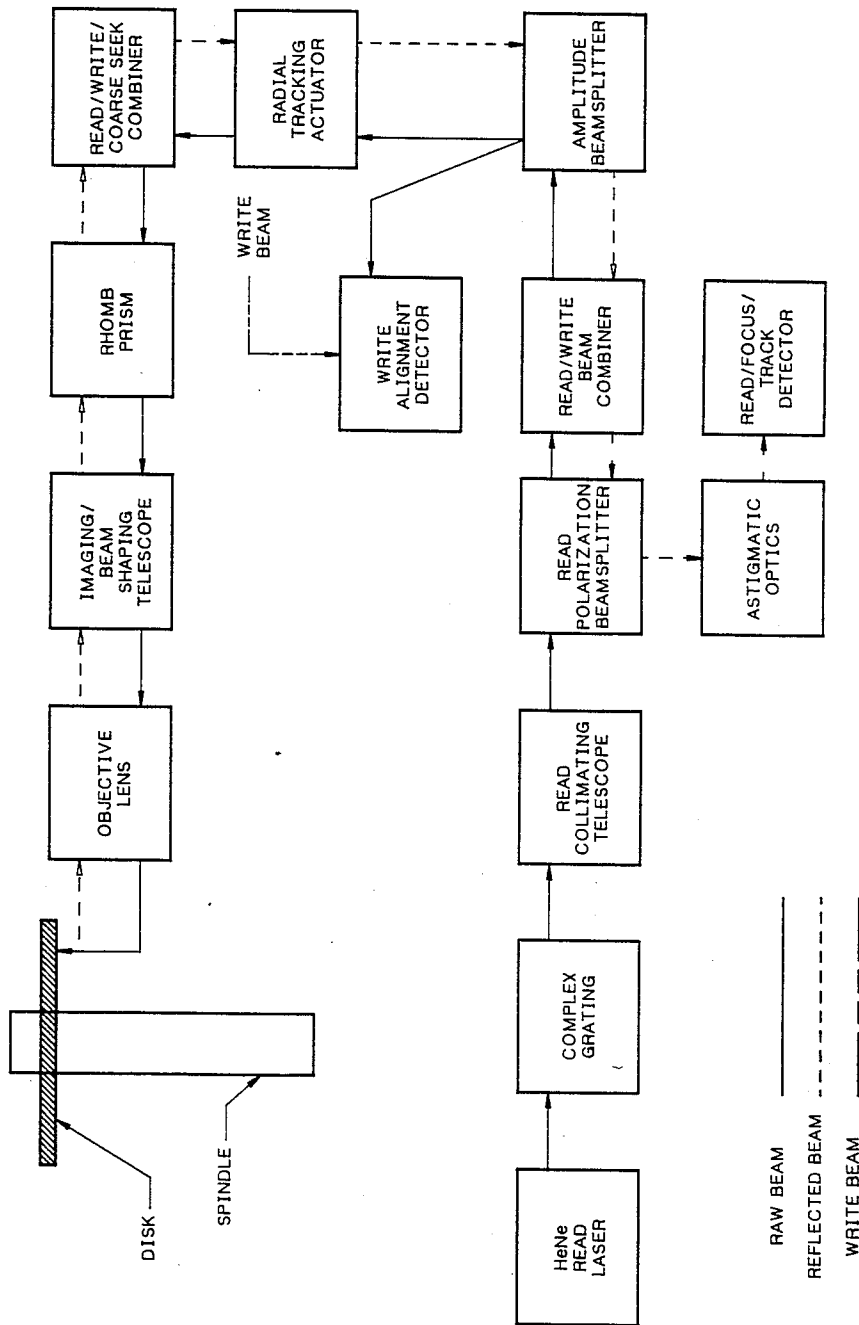 DISK
SPINDLE
OBJECTIVE
LENS
IMAGING/
BEAM
SHAPING
TELESCOPE
RHOMB
PRISM
READ/WRITE/
COARSE SEEK
COMBINER
RADIAL
TRACKING
ACTUATOR
WRITE
BEAM
WRITE
ALIGNMENT
DETECTOR
AMPLITUDE
BEAMSPLITTER
HeNe
READ
LASER
COMPLEX
GRATING
READ
COLLIMATING
TELESCOPE
READ
POLARIZATION
BEAMSPLITTER
READ/WRITE
BEAM
COMBINER
ASTIGMATIC
OPTICS
READ/FOCUS/
TRACK
DETECTOR
RAW BEAM
REFLECTED BEAM
WRITE BEAM